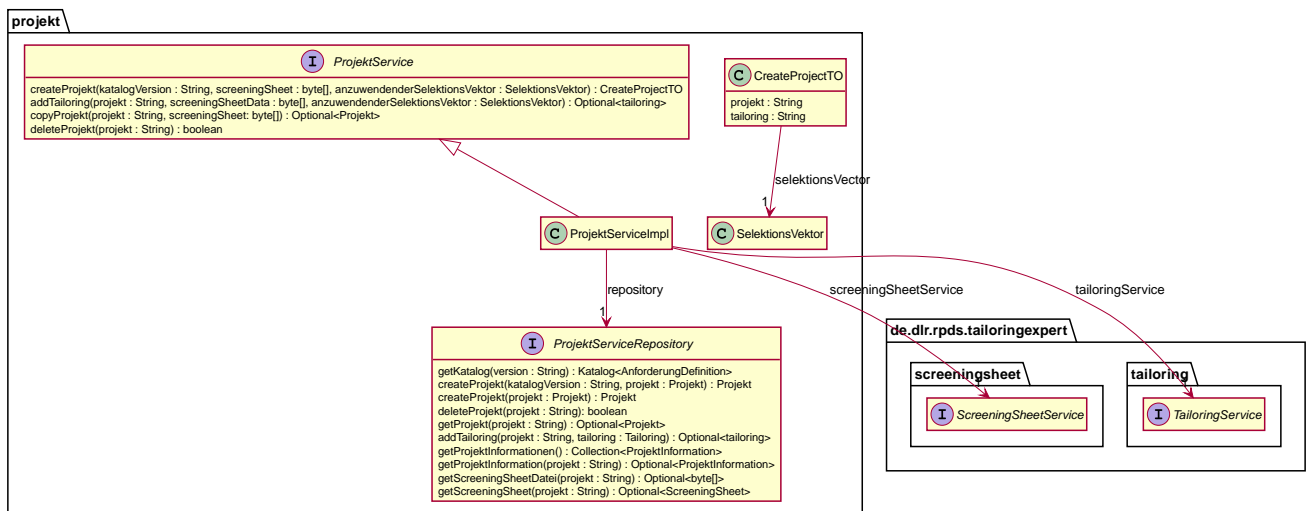 projekt
I ProjektService
createProjekt(katalogVersion : String, screeningSheet : byte[], anzuwendenderSelektionsVektor : SelektionsVektor) : CreateProjectTO
addTailoring(projekt : String, screeningSheetData : byte[], anzuwendenderSelektionsVektor : SelektionsVektor) : Optional<tailoring>
copyProjekt(projekt : String, screeningSheet: byte[]) : Optional<Projekt>
deleteProjekt(projekt : String) : boolean
C CreateProjectTO
projekt : String
tailoring : String
selektionsVector
1
C ProjektServiceImpl
C SelektionsVektor
repository
screeningSheetService
tailoringService
1
I ProjektServiceRepository
getKatalog(version : String) : Katalog<AnforderungDefinition>
createProjekt(katalogVersion : String, projekt : Projekt) : Projekt
createProjekt(projekt : Projekt) : Projekt
deleteProjekt(projekt : String): boolean
getProjekt(projekt : String) : Optional<Projekt>
addTailoring(projekt : String, tailoring : Tailoring) : Optional<tailoring>
getProjektInformationen() : Collection<ProjektInformation>
getProjektInformation(projekt : String) : Optional<ProjektInformation>
getScreeningSheetDatei(projekt : String) : Optional<byte[]>
getScreeningSheet(projekt : String) : Optional<ScreeningSheet>
de.dlr.rpds.tailoringexpert
screeningsheet
1
I ScreeningSheetService
tailoring
1
I TailoringService